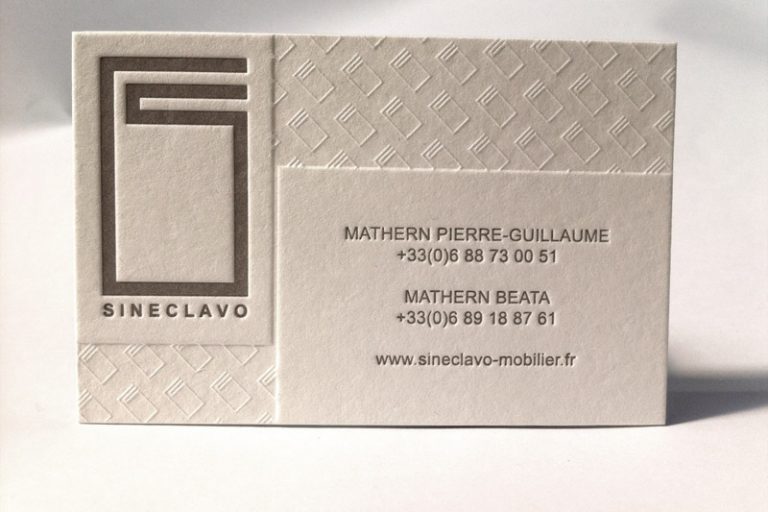 SINECLAVO
MATHERN PIERRE-GUILLAUME
+33(0)6 88 73 00 51
MATHERN BEATA
+33(0)6 89 18 87 61
www.sineclavo-mobilier.fr